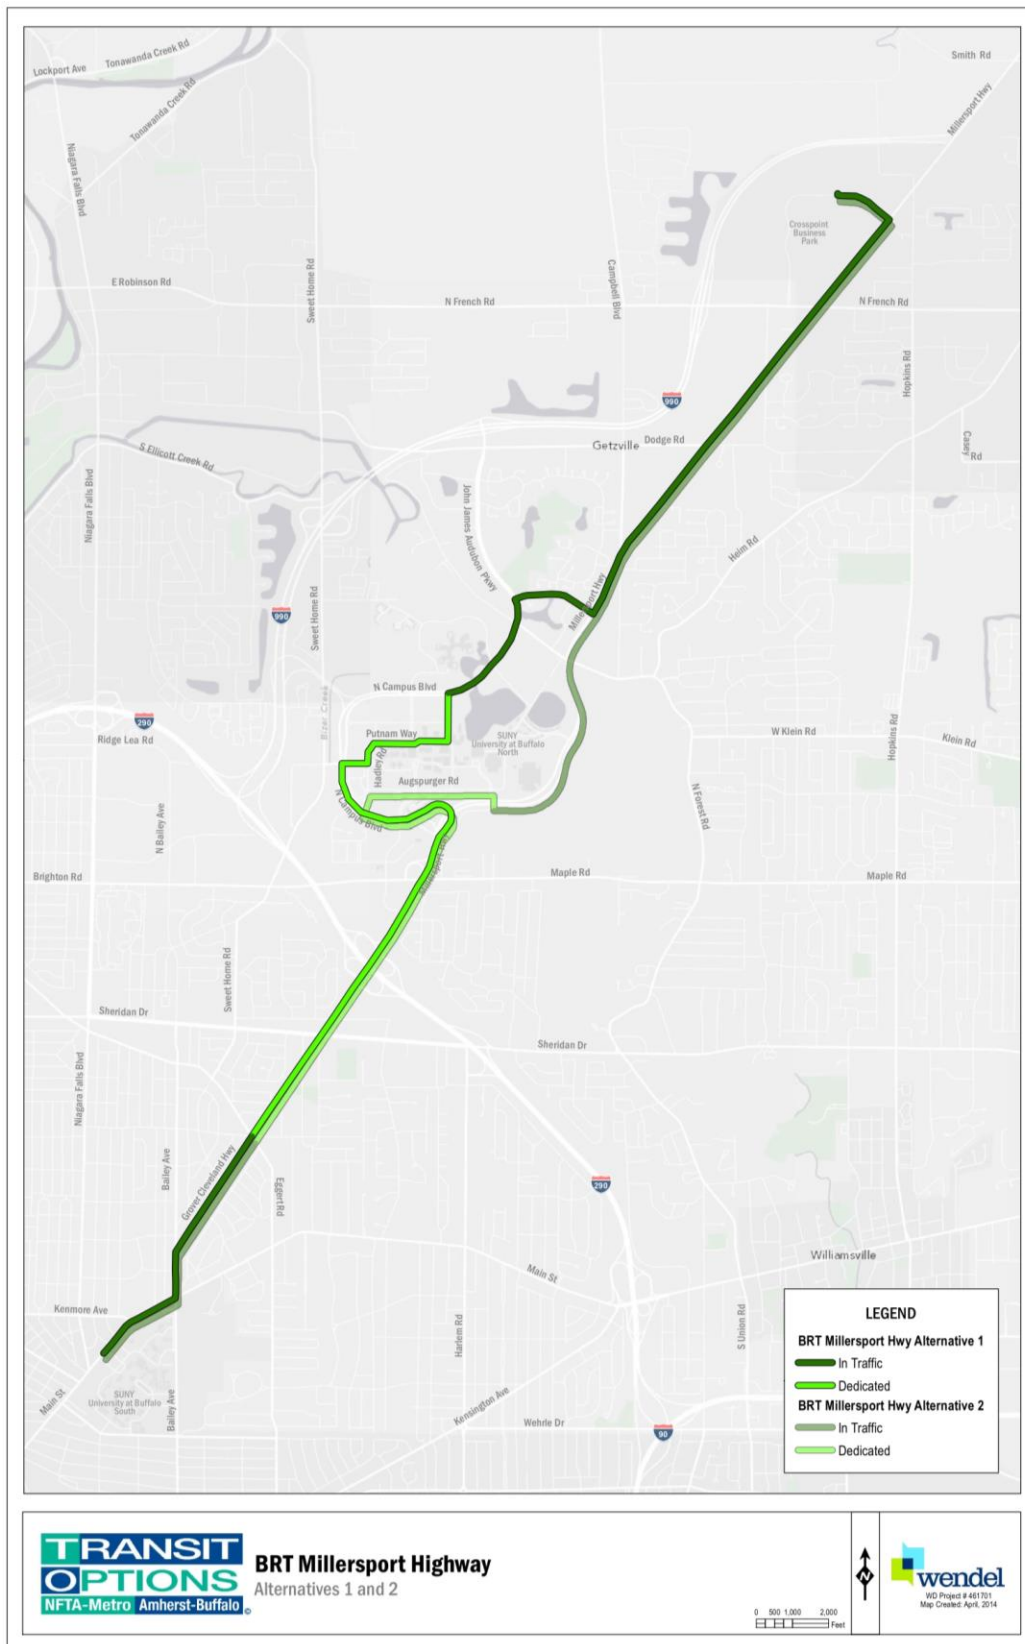 Smith Rd
Tonawanda Creek Rd
Lockport Ave
Tonawanda Creek Rd
Millersport Hwy
Niagara Falls Blvd
Crosspoint
Business
Park
Sweet Home Rd
Campbell Blvd
E Robinson Rd
N French Rd
N French Rd
Hopkins Rd
990
Getzville
Dodge Rd
Casey
Rd
S Ellicott Creek Rd
Niagara Falls Blvd
John James Audubon Pkwy
Heim Rd
Millersport Hwy
990
Sweet Home Rd
N Campus Blvd
Bizer Creek
290
Ridge Lea Rd
Putnam Way
SUNY
University at Buffalo
North
W Klein Rd
Hopkins Rd
Klein Rd
Hadley Rd
Augspurger Rd
N Campus Blvd
N Forest Rd
N Bailey Ave
Millersport Hwy
Brighton Rd
Maple Rd
Maple Rd
Sweet Home Rd
Sheridan Dr
Sheridan Dr
Niagara Falls Blvd
Bailey Ave
Grover Cleveland Hwy
Eggert Rd
290
Williamsville
Main St
Kenmore Ave
Harlem Rd
S Union Rd
SUNY
University at Buffalo
South
Main St
Bailey Ave
Kensington Ave
Wehrle Dr
90
LEGEND
BRT Millersport Hwy Alternative 1
In Traffic
Dedicated
BRT Millersport Hwy Alternative 2
In Traffic
Dedicated
TRANSIT
OPTIONS
NFTA-Metro Amherst-Buffalo ©
BRT Millersport Highway
Alternatives 1 and 2
0 500 1,000 2,000
Feet
N
wendel
WD Project # 461701
Map Created: April, 2014